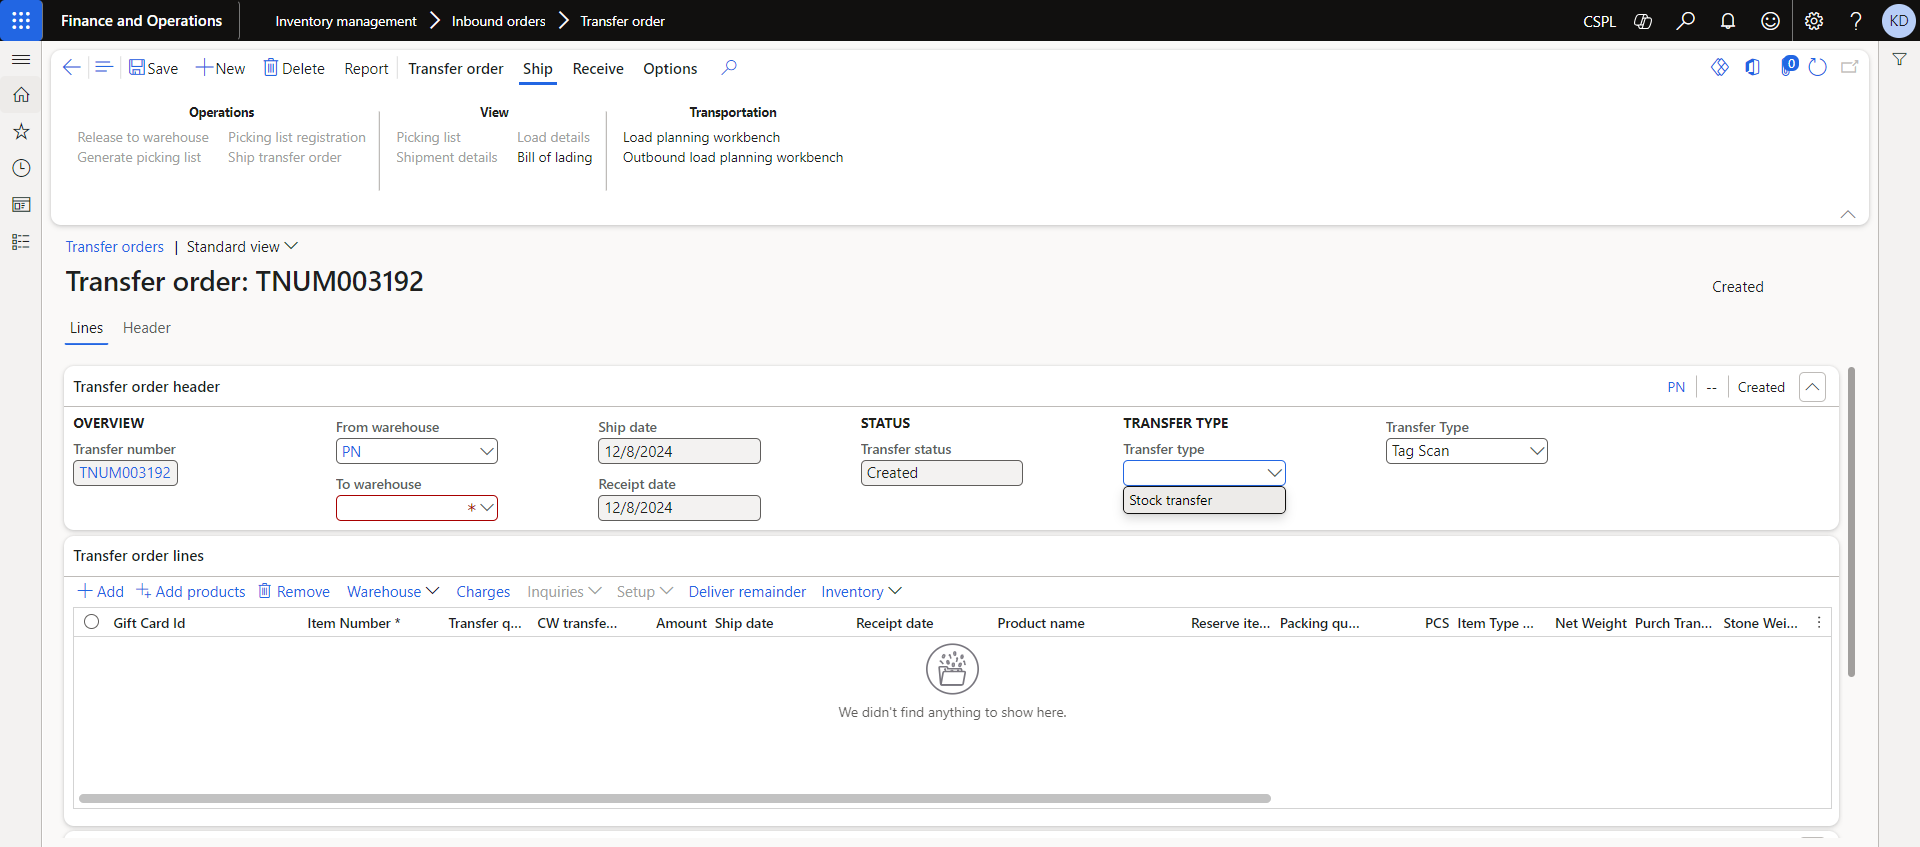 Finance and Operations
Inventory management
Inbound orders
Transfer order
CSPL
KD
Save
New
Delete
Report
Transfer order
Ship
Receive
Options
0
Operations
View
Transportation
Release to warehouse
Picking list registration
Picking list
Load details
Load planning workbench
Generate picking list
Ship transfer order
Shipment details
Bill of lading
Outbound load planning workbench
Transfer orders | Standard view
Transfer order: TNUM003192
Created
Lines
Header
Transfer order header
PN
--
Created
OVERVIEW
Transfer number
TNUM003192
From warehouse
PN
To warehouse
*
Ship date
12/8/2024
Receipt date
12/8/2024
STATUS
Transfer status
Created
TRANSFER TYPE
Transfer type
Stock transfer
Transfer Type
Tag Scan
Transfer order lines
Add
Add products
Remove
Warehouse
Charges
Inquiries
Setup
Deliver remainder
Inventory
Gift Card Id
Item Number *
Transfer q...
CW transfe...
Amount
Ship date
Receipt date
Product name
Reserve ite...
Packing qu...
PCS
Item Type ...
Net Weight
Purch Tran...
Stone Wei...
We didn't find anything to show here.